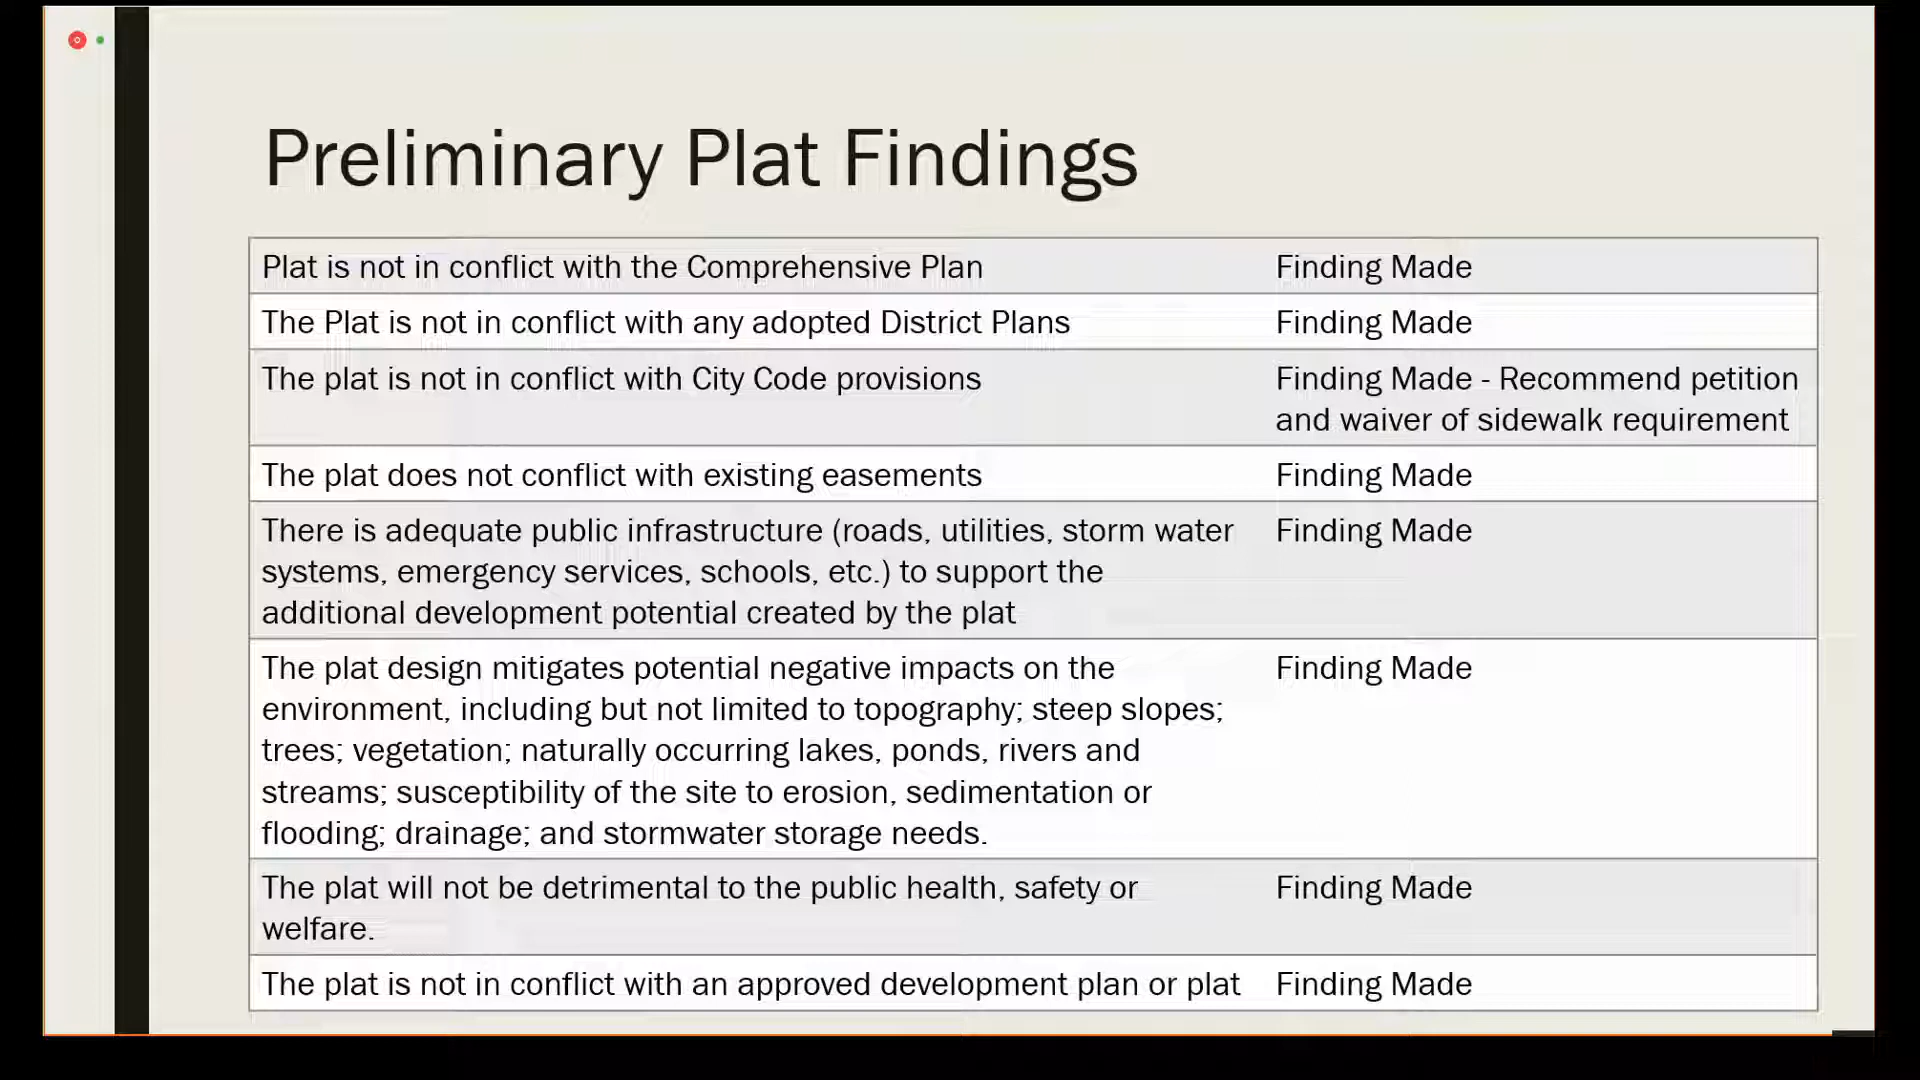 Preliminary Plat Findings
Plat is not in conflict with the Comprehensive Plan
Finding Made
The Plat is not in conflict with any adopted District Plans
Finding Made
The plat is not in conflict with City Code provisions
Finding Made - Recommend petition
and waiver of sidewalk requirement
The plat does not conflict with existing easements
Finding Made
There is adequate public infrastructure (roads, utilities, storm water
systems, emergency services, schools, etc.) to support the
additional development potential created by the plat
Finding Made
The plat design mitigates potential negative impacts on the
environment, including but not limited to topography; steep slopes;
trees; vegetation; naturally occurring lakes, ponds, rivers and
streams; susceptibility of the site to erosion, sedimentation or
flooding; drainage; and stormwater storage needs.
Finding Made
The plat will not be detrimental to the public health, safety or
welfare.
Finding Made
The plat is not in conflict with an approved development plan or plat
Finding Made